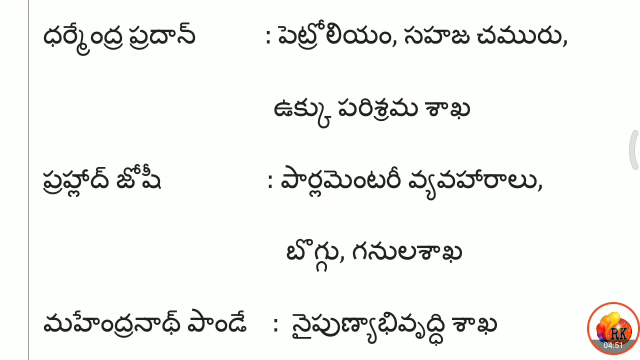 ధర్మేంద్ర ప్రదాన్ : పెట్రోలియం, సహజ చమురు,
ఉక్కు పరిశ్రమ శాఖ
ప్రహ్లాద్ జోషీ : పార్లమెంటరీ వ్యవహారాలు,
బొగ్గు, గనులశాఖ
మహేంద్రనాథ్ పాండే : నైపుణ్యాభివృద్ధి శాఖ
RK
04:51